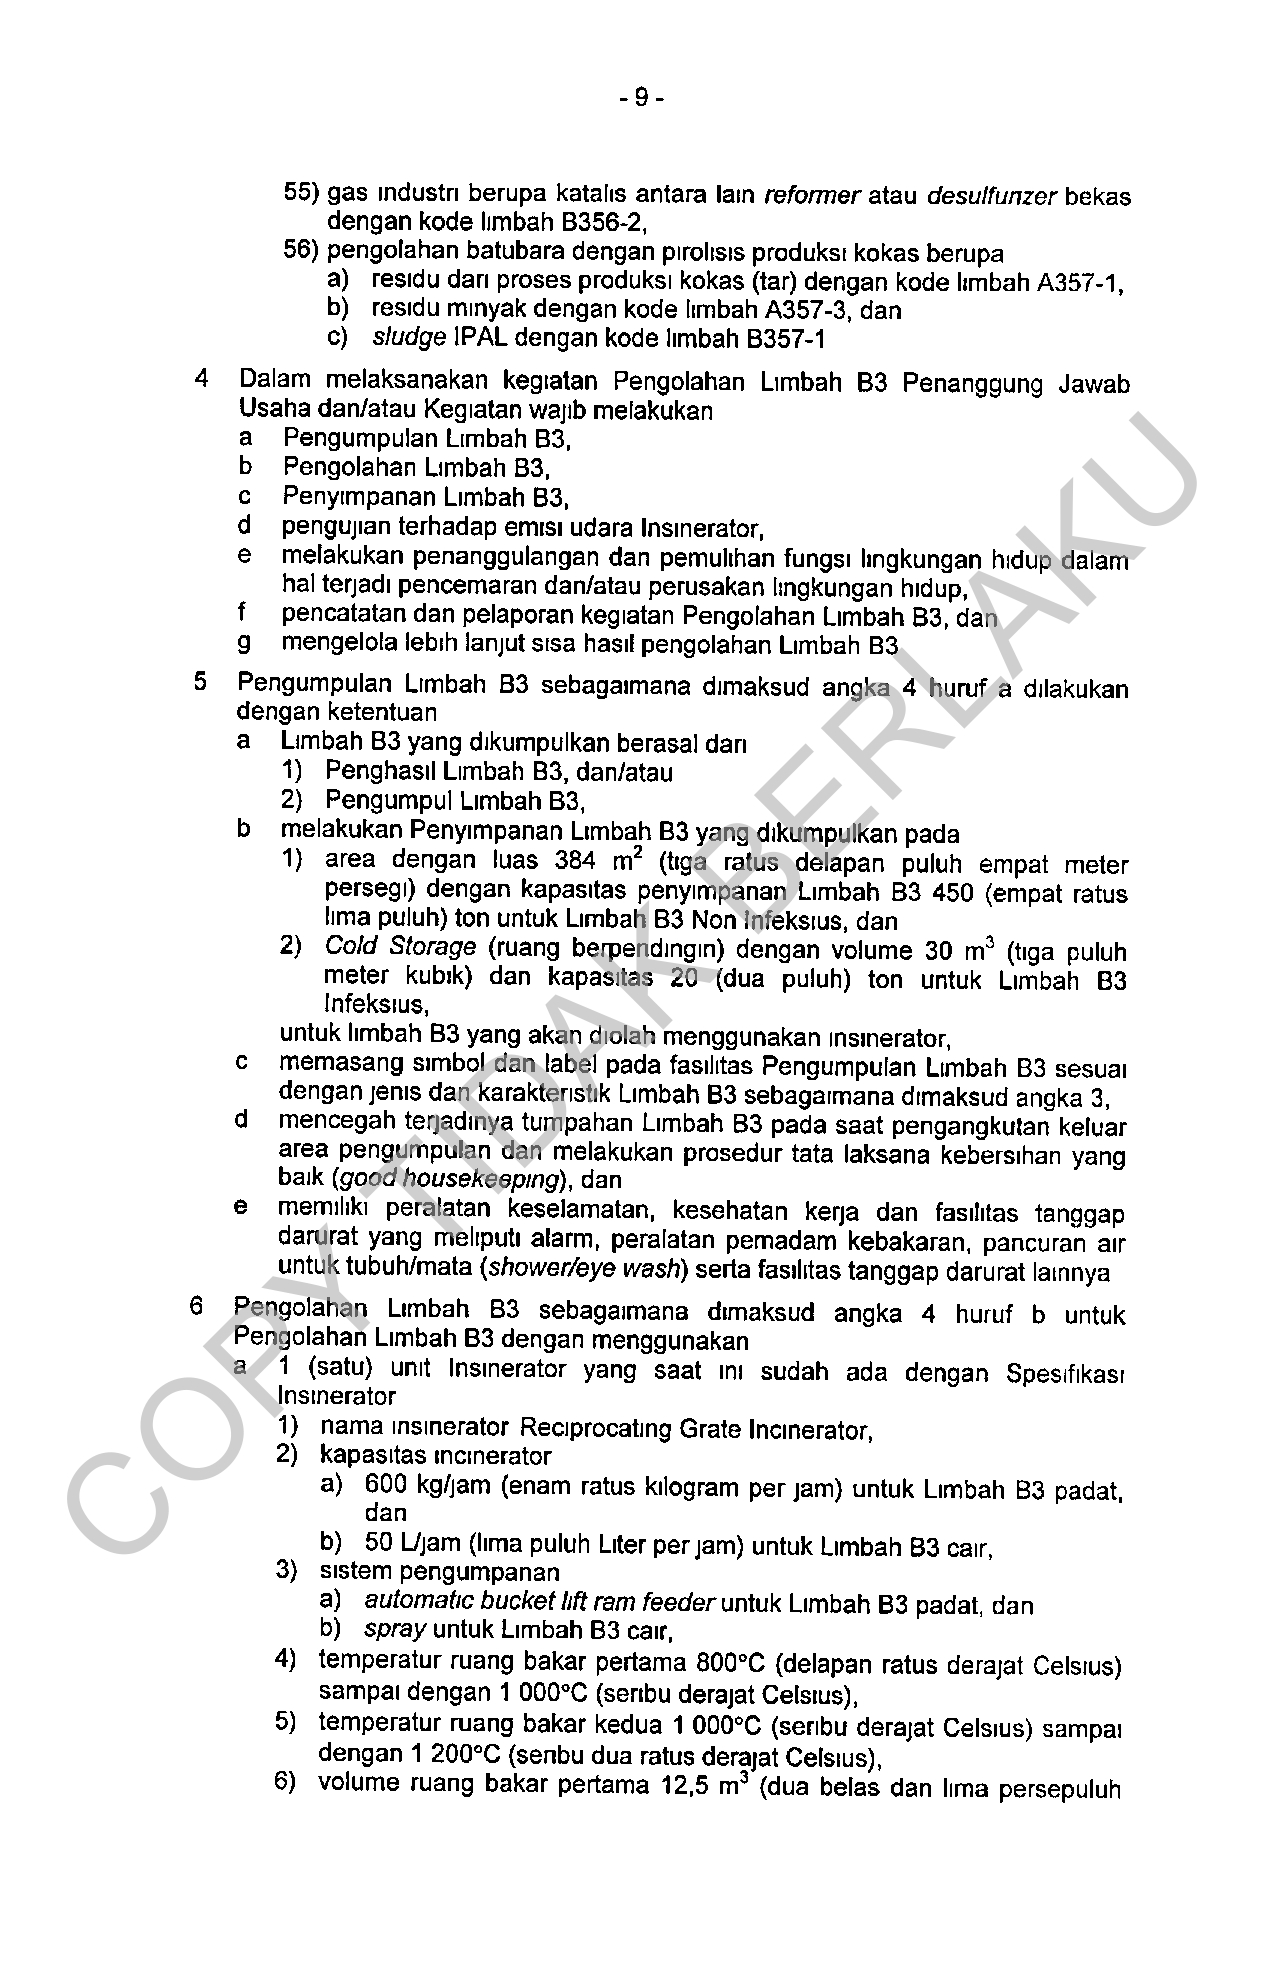 - 9 -
55) gas industri berupa katalis antara lain reformer atau desulfurizer bekas
dengan kode limbah B356-2,
56) pengolahan batubara dengan pirolisis produksi kokas berupa
a) residu dari proses produksi kokas (tar) dengan kode limbah A357-1,
b) residu minyak dengan kode limbah A357-3, dan
c) sludge IPAL dengan kode limbah B357-1
4 Dalam melaksanakan kegiatan Pengolahan Limbah B3 Penanggung Jawab
Usaha dan/atau Kegiatan wajib melakukan
a Pengumpulan Limbah B3,
b Pengolahan Limbah B3,
c Penyimpanan Limbah B3,
d pengujian terhadap emisi udara Insinerator,
e melakukan penanggulangan dan pemulihan fungsi lingkungan hidup dalam
hal terjadi pencemaran dan/atau perusakan lingkungan hidup,
f pencatatan dan pelaporan kegiatan Pengolahan Limbah B3, dan
g mengelola lebih lanjut sisa hasil pengolahan Limbah B3
5 Pengumpulan Limbah B3 sebagaimana dimaksud angka 4 huruf a dilakukan
dengan ketentuan
a Limbah B3 yang dikumpulkan berasal dari
1) Penghasil Limbah B3, dan/atau
2) Pengumpul Limbah B3,
b melakukan Penyimpanan Limbah B3 yang dikumpulkan pada
1) area dengan luas 384 m² (tiga ratus delapan puluh empat meter
persegi) dengan kapasitas penyimpanan Limbah B3 450 (empat ratus
lima puluh) ton untuk Limbah B3 Non Infeksius, dan
2) Cold Storage (ruang berpendingin) dengan volume 30 m³ (tiga puluh
meter kubik) dan kapasitas 20 (dua puluh) ton untuk Limbah B3
Infeksius,
untuk limbah B3 yang akan diolah menggunakan insinerator,
c memasang simbol dan label pada fasilitas Pengumpulan Limbah B3 sesuai
dengan jenis dan karakteristik Limbah B3 sebagaimana dimaksud angka 3,
d mencegah terjadinya tumpahan Limbah B3 pada saat pengangkutan keluar
area pengumpulan dan melakukan prosedur tata laksana kebersihan yang
baik (good housekeeping), dan
e memiliki peralatan keselamatan, kesehatan kerja dan fasilitas tanggap
darurat yang meliputi alarm, peralatan pemadam kebakaran, pancuran air
untuk tubuh/mata (shower/eye wash) serta fasilitas tanggap darurat lainnya
6 Pengolahan Limbah B3 sebagaimana dimaksud angka 4 huruf b untuk
Pengolahan Limbah B3 dengan menggunakan
a 1 (satu) unit Insinerator yang saat ini sudah ada dengan Spesifikasi
Insinerator
1) nama insinerator Reciprocating Grate Incinerator,
2) kapasitas incinerator
a) 600 kg/jam (enam ratus kilogram per jam) untuk Limbah B3 padat,
dan
b) 50 L/jam (lima puluh Liter per jam) untuk Limbah B3 cair,
3) sistem pengumpanan
a) automatic bucket lift ram feeder untuk Limbah B3 padat, dan
b) spray untuk Limbah B3 cair,
4) temperatur ruang bakar pertama 800°C (delapan ratus derajat Celsius)
sampai dengan 1 000°C (seribu derajat Celsius),
5) temperatur ruang bakar kedua 1 000°C (seribu derajat Celsius) sampai
dengan 1 200°C (seribu dua ratus derajat Celsius),
6) volume ruang bakar pertama 12,5 m³ (dua belas dan lima persepuluh
COPY TIDAK BERLAKU